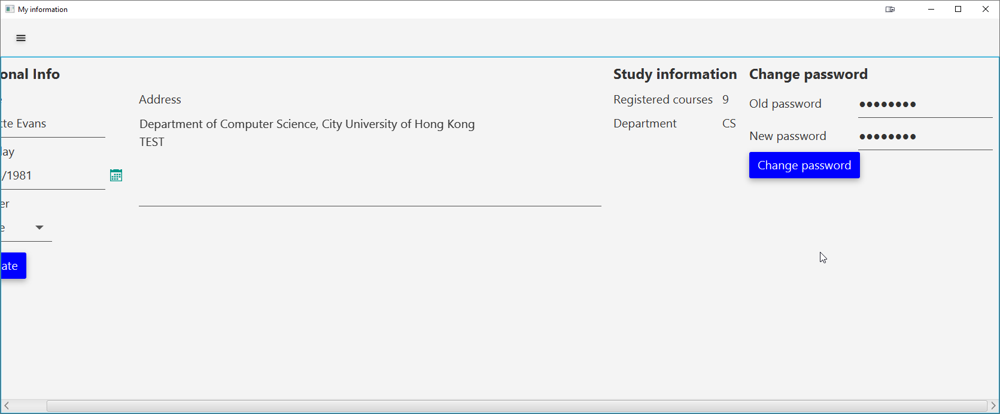 My information
onal Info
tte Evans
lay
/1981
er
e
ate
Address
Department of Computer Science, City University of Hong Kong
TEST
Study information
Registered courses 9
Department CS
Change password
Old password ●●●●●●●●
New password ●●●●●●●●
Change password